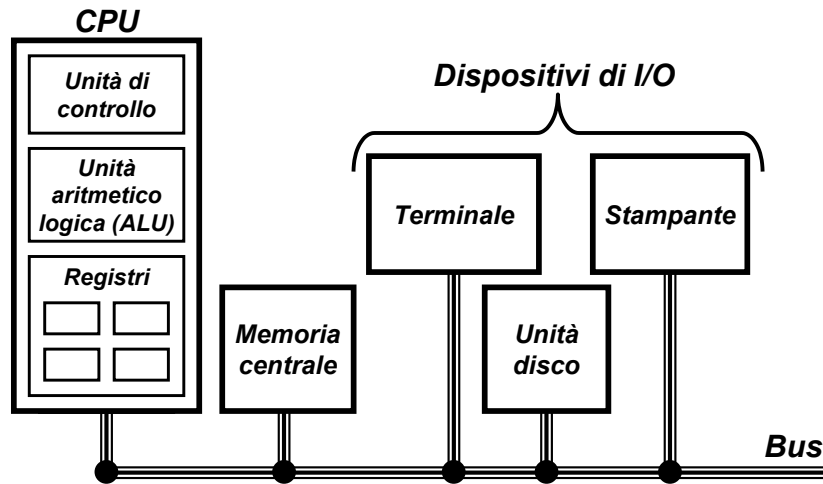 CPU
Unità di
controllo
Unità
aritmetico
logica (ALU)
Registri
Dispositivi di I/O
Terminale
Stampante
Memoria
centrale
Unità
disco
Bus